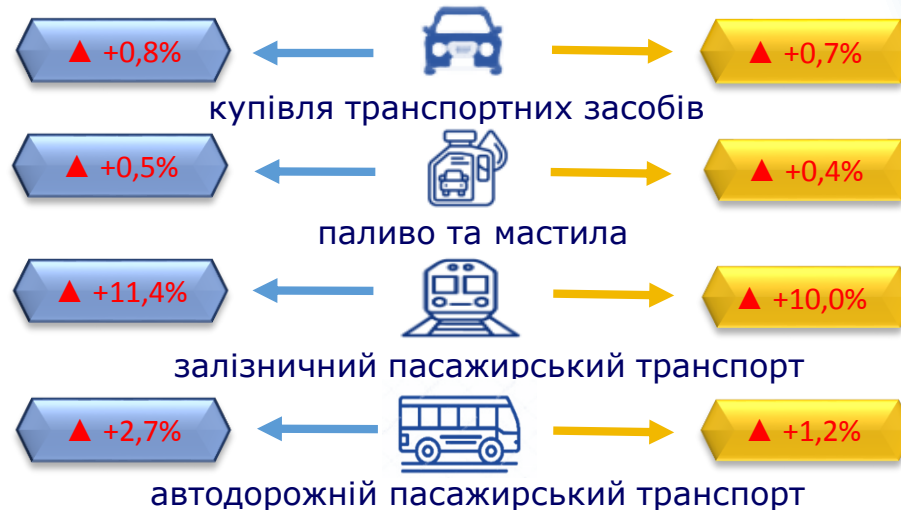 ▲ +0,8%
▲ +0,7%
купівля транспортних засобів
▲ +0,5%
▲ +0,4%
паливо та мастила
▲ +11,4%
▲ +10,0%
залізничний пасажирський транспорт
▲ +2,7%
▲ +1,2%
автодорожній пасажирський транспорт